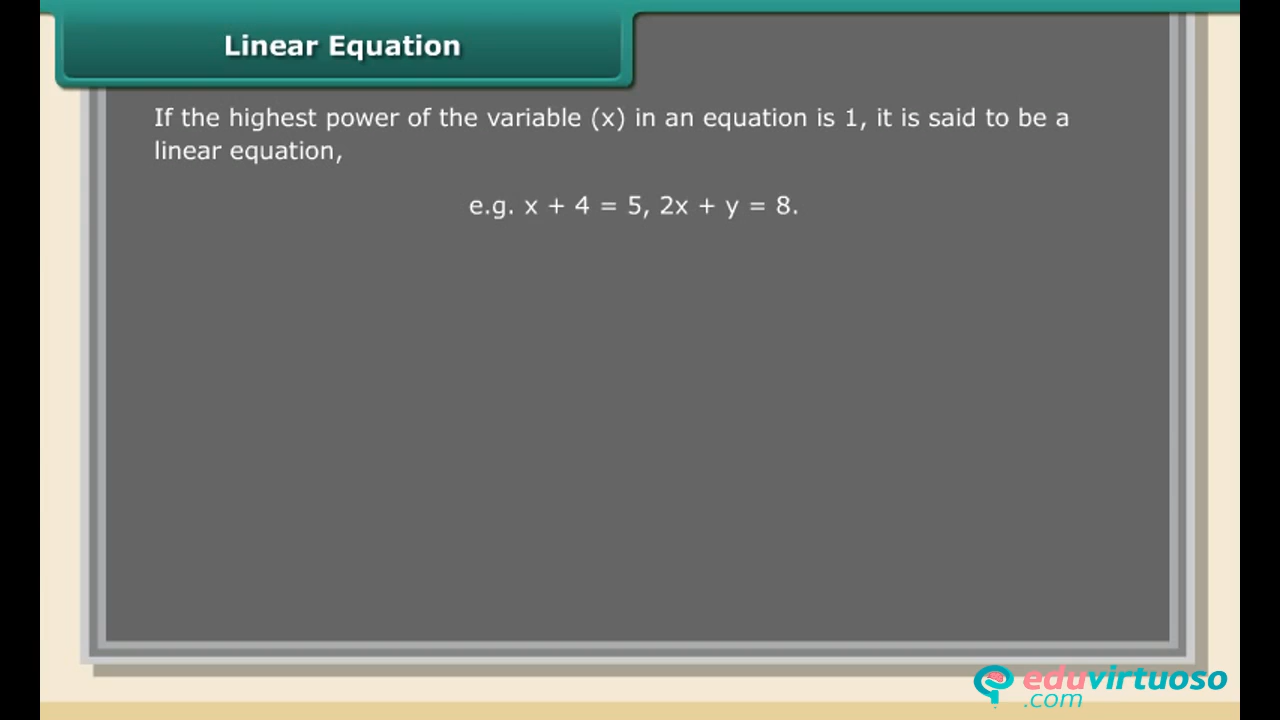 Linear Equation
If the highest power of the variable (x) in an equation is 1, it is said to be a
linear equation,
e.g. x + 4 = 5, 2x + y = 8.
eduvirtuoso
.com